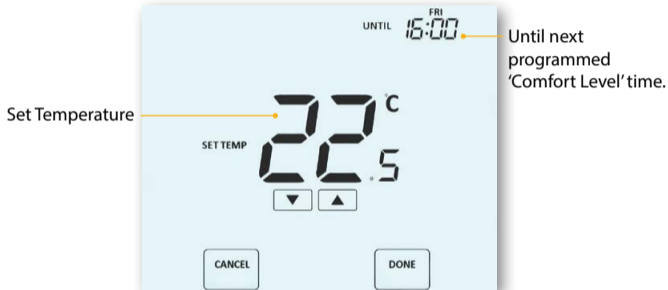 FRI
UNTIL 16:00
Until next
programmed
‘Comfort Level’ time.
Set Temperature
SET TEMP 22.5 °C
▼ ▲
CANCEL DONE